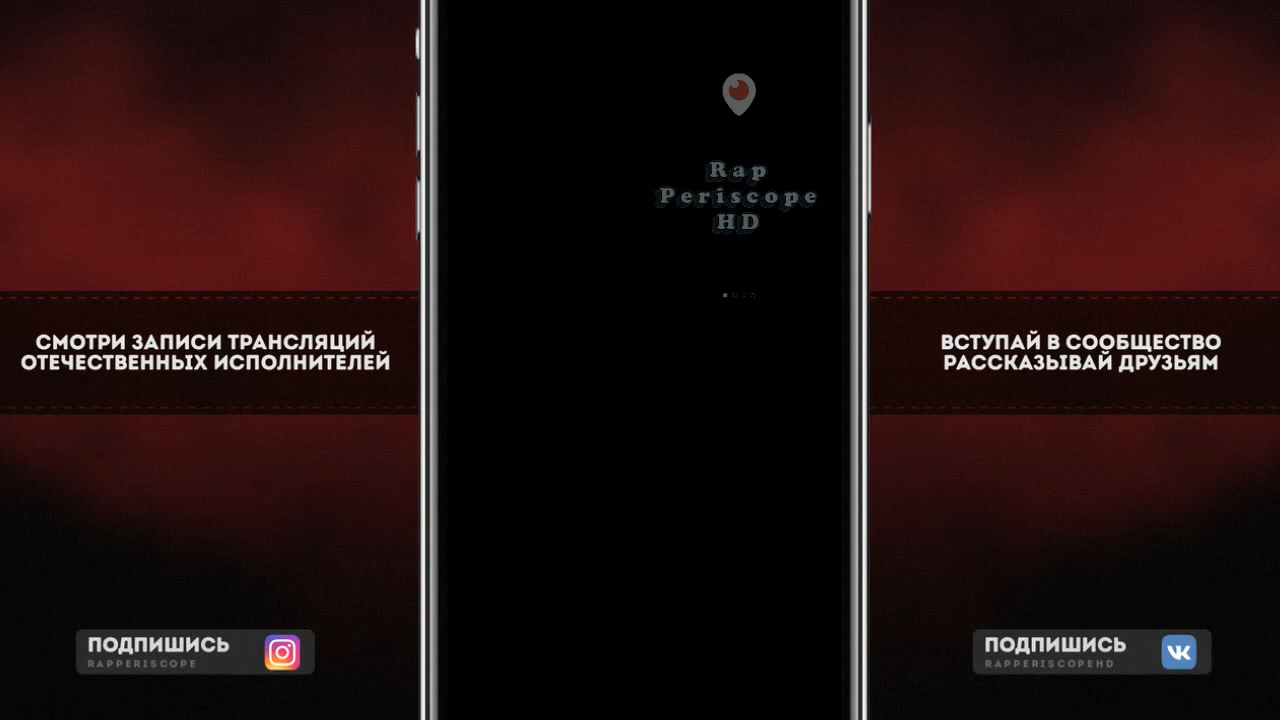 Rap
Periscope
HD
СМОТРИ ЗАПИСИ ТРАНСЛЯЦИЙ
ОТЕЧЕСТВЕННЫХ ИСПОЛНИТЕЛЕЙ
ВСТУПАЙ В СООБЩЕСТВО
РАССКАЗЫВАЙ ДРУЗЬЯМ
ПОДПИШИСЬ
RAPPERISCOPE
ПОДПИШИСЬ
RAPPERISCOPEHD